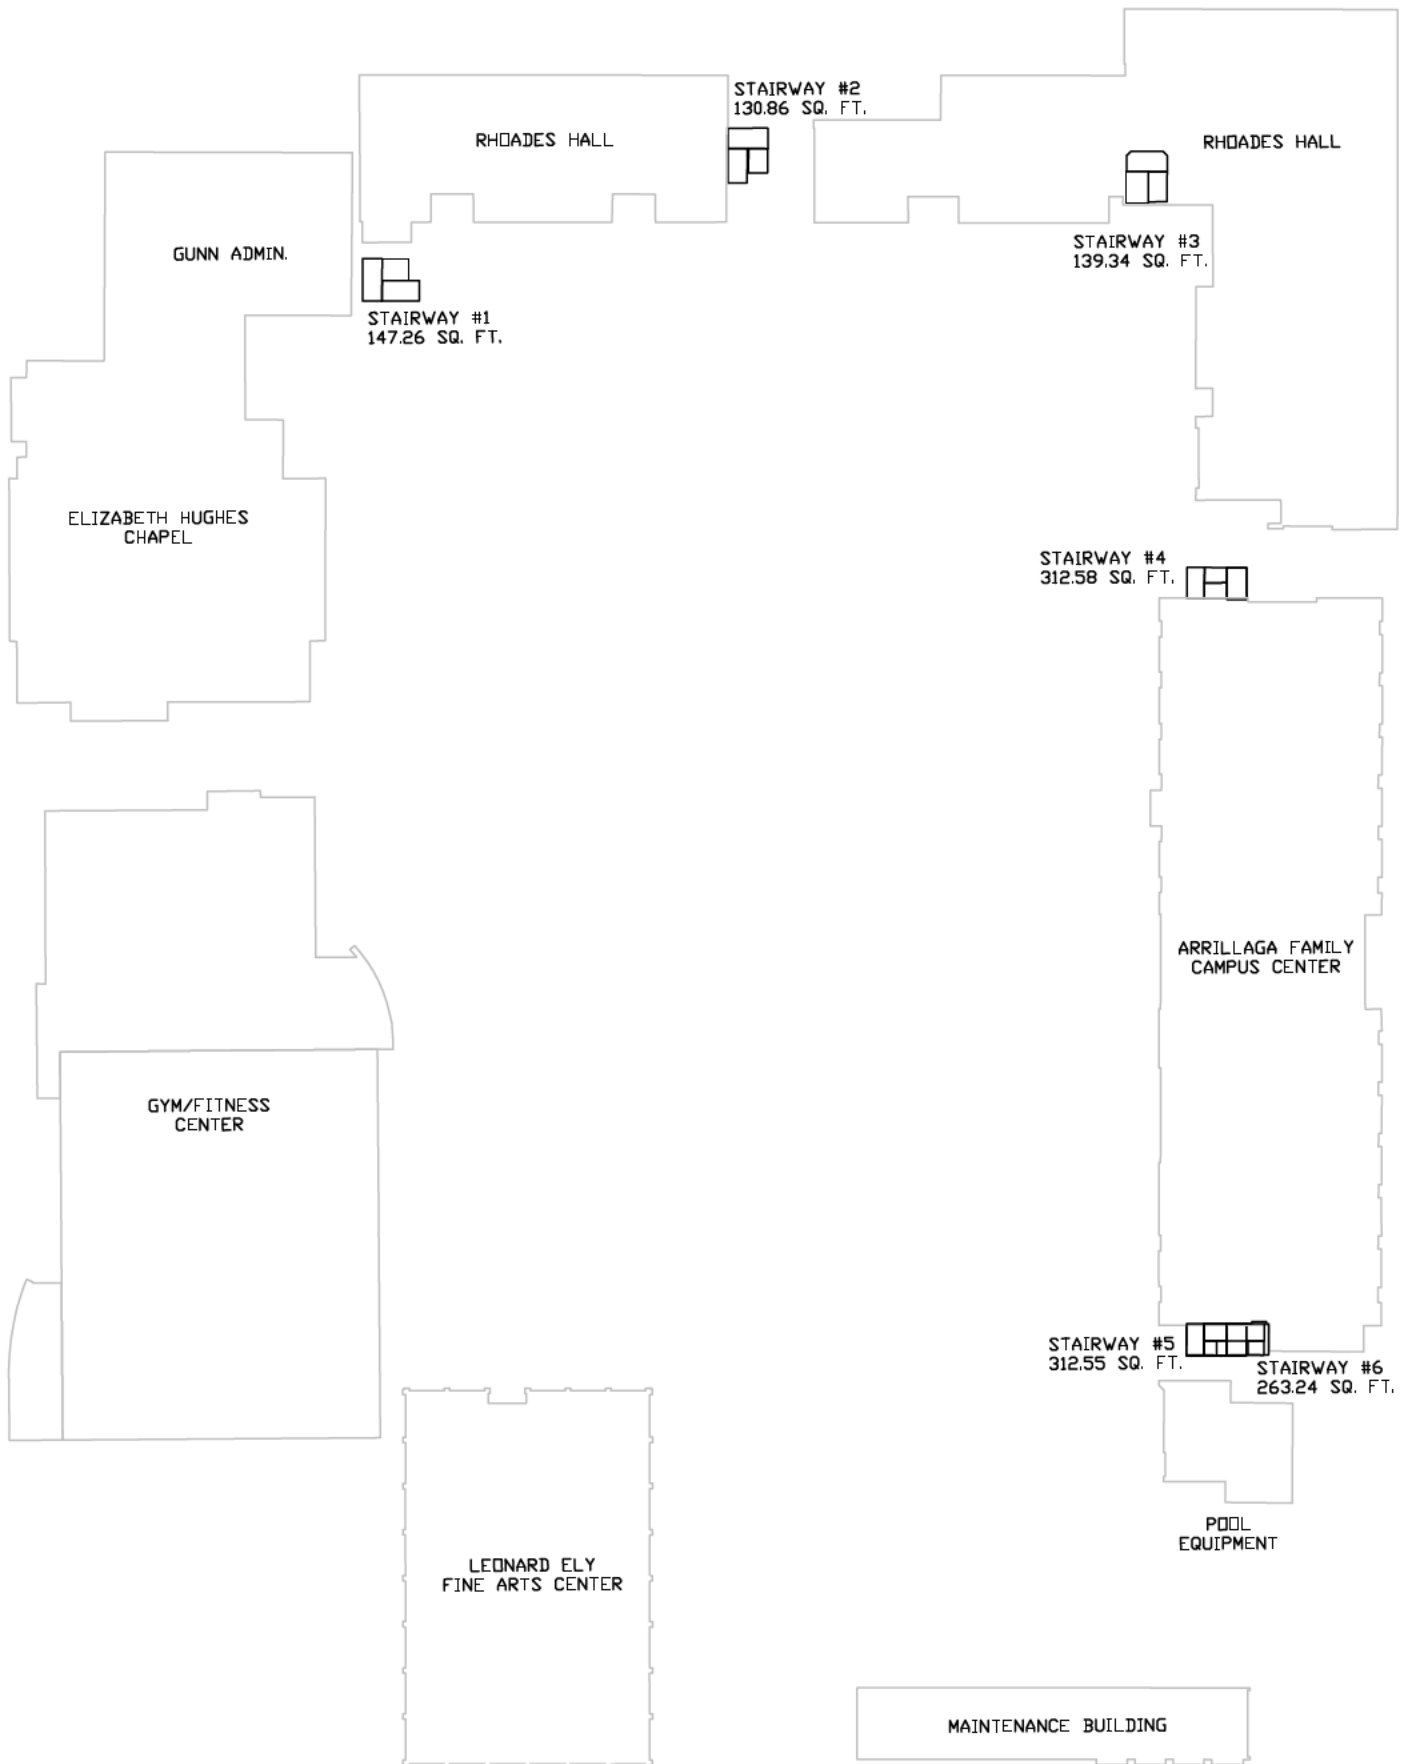 STAIRWAY #2
130.86 SQ. FT.
RHOADES HALL
RHOADES HALL
GUNN ADMIN.
STAIRWAY #3
139.34 SQ. FT.
STAIRWAY #1
147.26 SQ. FT.
ELIZABETH HUGHES
CHAPEL
STAIRWAY #4
312.58 SQ. FT.
ARRILLAGA FAMILY
CAMPUS CENTER
GYM/FITNESS
CENTER
STAIRWAY #5
312.55 SQ. FT.
STAIRWAY #6
263.24 SQ. FT.
POOL
EQUIPMENT
LEONARD ELY
FINE ARTS CENTER
MAINTENANCE BUILDING